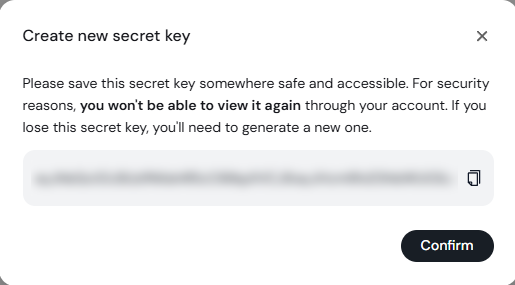 Create new secret key
Please save this secret key somewhere safe and accessible. For security
reasons, you won't be able to view it again through your account. If you
lose this secret key, you'll need to generate a new one.
Confirm